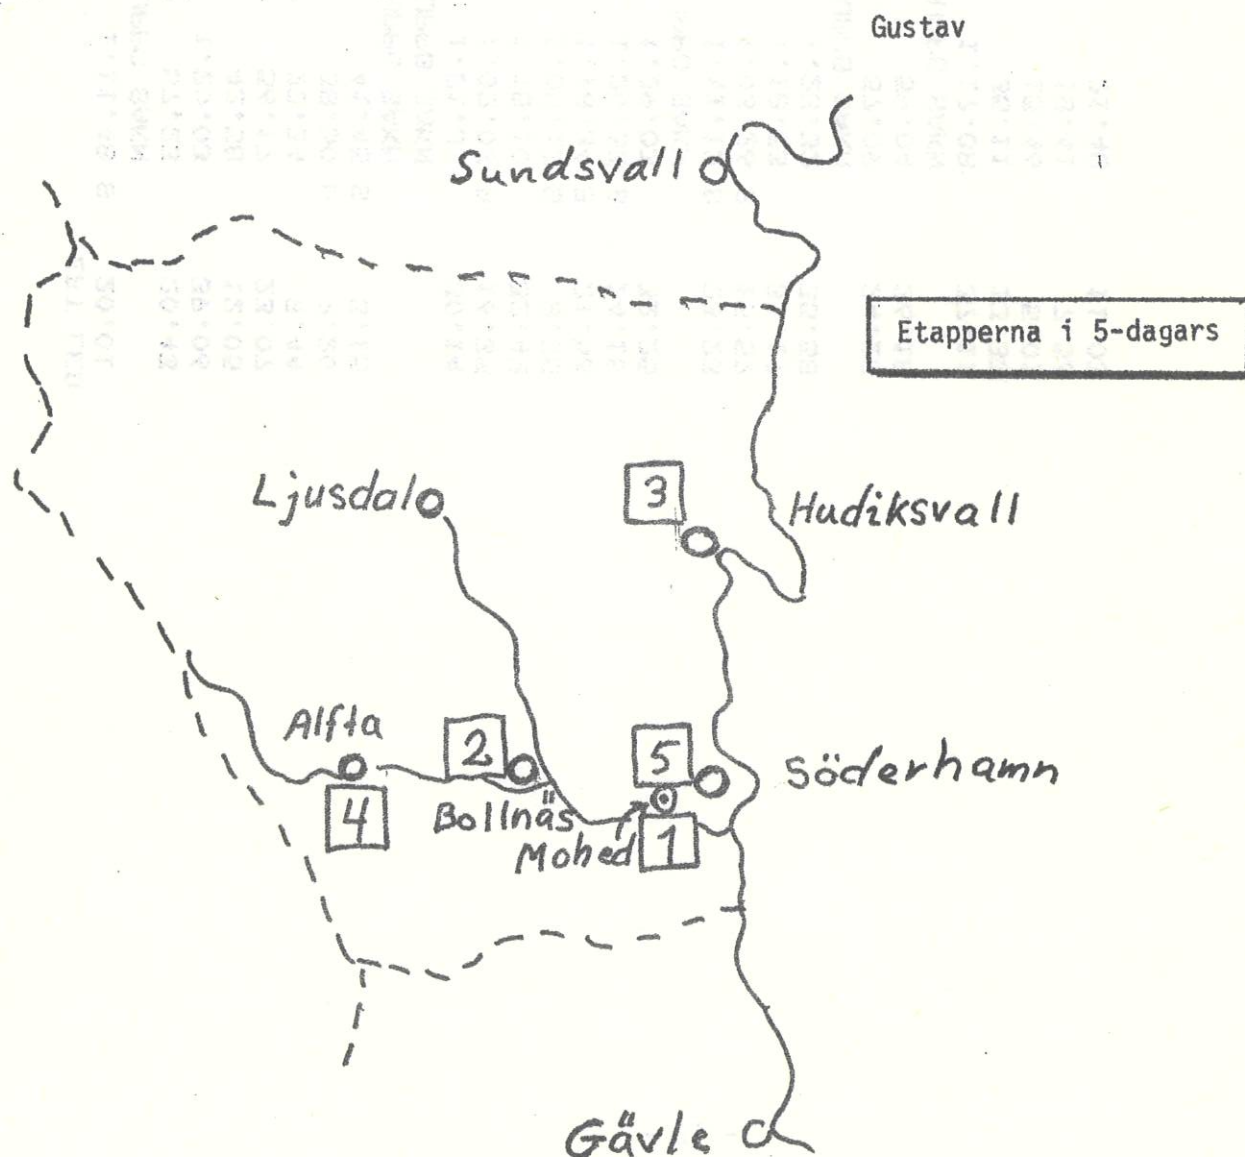 Gustav
Sundsvall
Etapperna i 5-dagars
Ljusdal
3
Hudiksvall
Alfta
2
5
Söderhamn
4
Bollnäs
Mohed
1
Gävle